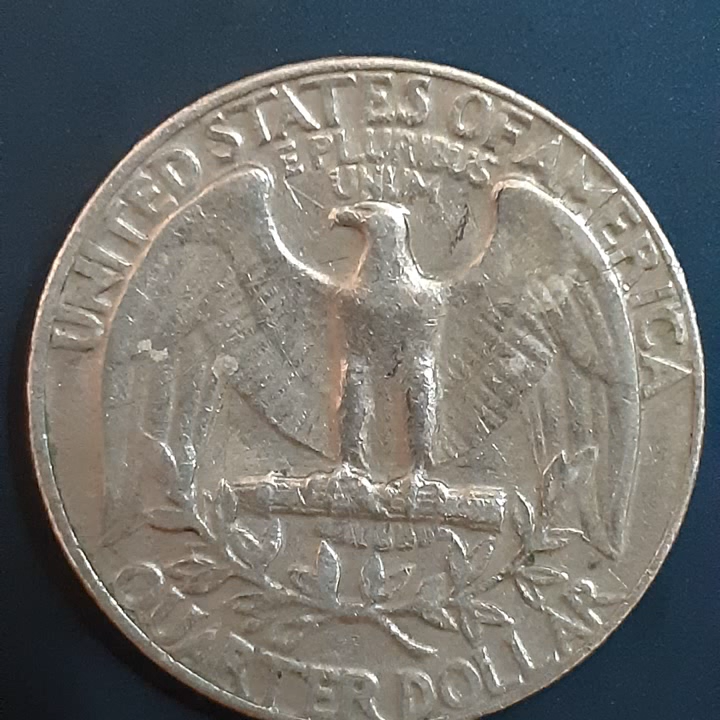 UNITED STATES OF AMERICA
E PLURIBUS
UNUM
QUARTER DOLLAR